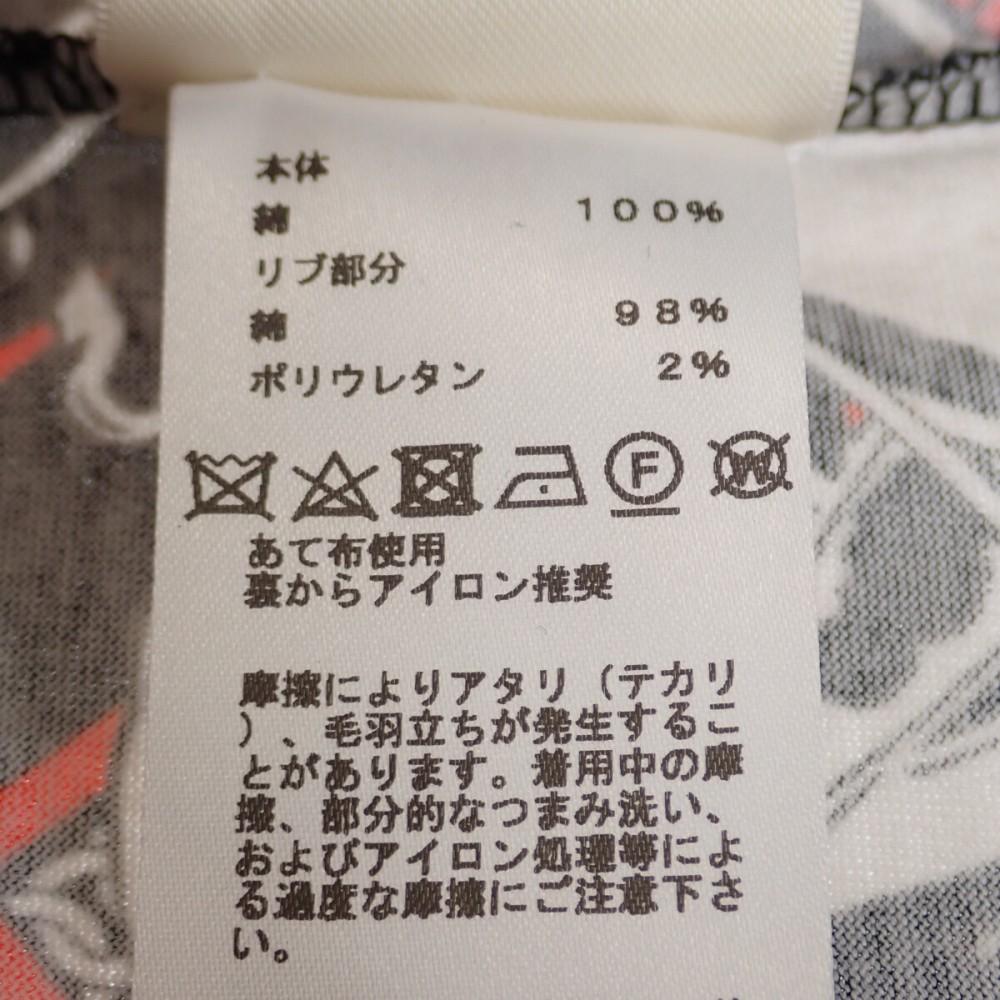 本体
綿 100%
リブ部分
綿 98%
ポリウレタン 2%
F W
あて布使用
裏からアイロン推奨
摩擦によりアタリ(テカリ
)、毛羽立ちが発生するこ
とがあります。着用中の摩
擦、部分的なつまみ洗い、
およびアイロン処理等によ
る過度な摩擦にご注意下さ
い。